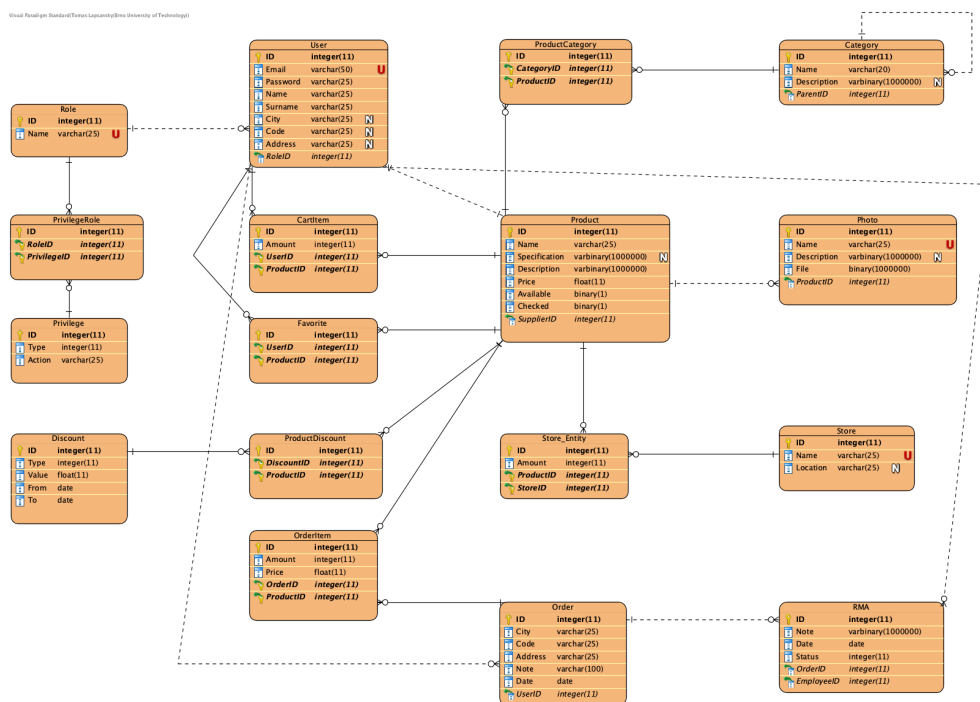 Visual Paradigm Standard(Tomas Lapsansky(Brno University of Technology))
User
ID integer(11)
Email varchar(50) U
Password varchar(25)
Name varchar(25)
Surname varchar(25)
City varchar(25) N
Code varchar(25) N
Address varchar(25) N
RoleID integer(11)
ProductCategory
ID integer(11)
CategoryID integer(11)
ProductID integer(11)
Category
ID integer(11)
Name varchar(20)
Description varbinary(1000000) N
ParentID integer(11)
Role
ID integer(11)
Name varchar(25) U
PrivilegeRole
ID integer(11)
RoleID integer(11)
PrivilegeID integer(11)
CartItem
ID integer(11)
Amount integer(11)
UserID integer(11)
ProductID integer(11)
Product
ID integer(11)
Name varchar(25)
Specification varbinary(1000000) N
Description varbinary(1000000)
Price float(11)
Available binary(1)
Checked binary(1)
SupplierID integer(11)
Photo
ID integer(11)
Name varchar(25) U
Description varbinary(1000000) N
File binary(1000000)
ProductID integer(11)
Privilege
ID integer(11)
Type integer(11)
Action varchar(25)
Favorite
ID integer(11)
UserID integer(11)
ProductID integer(11)
Discount
ID integer(11)
Type integer(11)
Value float(11)
From date
To date
ProductDiscount
ID integer(11)
DiscountID integer(11)
ProductID integer(11)
Store_Entity
ID integer(11)
Amount integer(11)
ProductID integer(11)
StoreID integer(11)
Store
ID integer(11)
Name varchar(25) U
Location varchar(25) N
OrderItem
ID integer(11)
Amount integer(11)
Price float(11)
OrderID integer(11)
ProductID integer(11)
Order
ID integer(11)
City varchar(25)
Code varchar(25)
Address varchar(25)
Note varchar(100)
Date date
UserID integer(11)
RMA
ID integer(11)
Note varbinary(1000000)
Date date
Status integer(11)
OrderID integer(11)
EmployeeID integer(11)